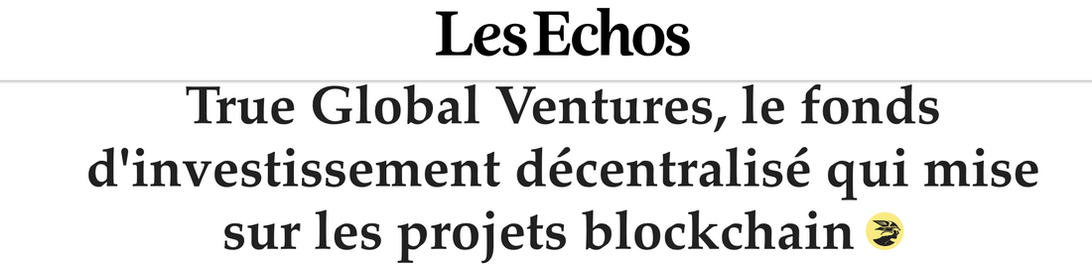 Les Echos
True Global Ventures, le fonds
d'investissement décentralisé qui mise
sur les projets blockchain